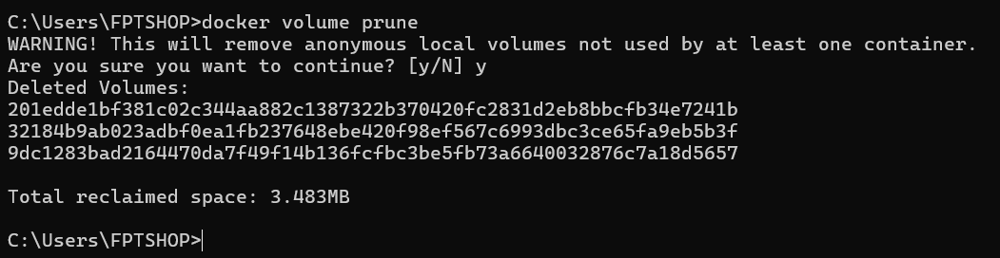 C:\Users\FPTSHOP>docker volume prune
WARNING! This will remove anonymous local volumes not used by at least one container.
Are you sure you want to continue? [y/N] y
Deleted Volumes:
201edde1bf381c02c344aa882c1387322b370420fc2831d2eb8bbcfb34e7241b
32184b9ab023adbf0ea1fb237648ebe420f98ef567c6993dbc3ce65fa9eb5b3f
9dc1283bad2164470da7f49f14b136fcfbc3be5fb73a6640032876c7a18d5657
Total reclaimed space: 3.483MB
C:\Users\FPTSHOP>